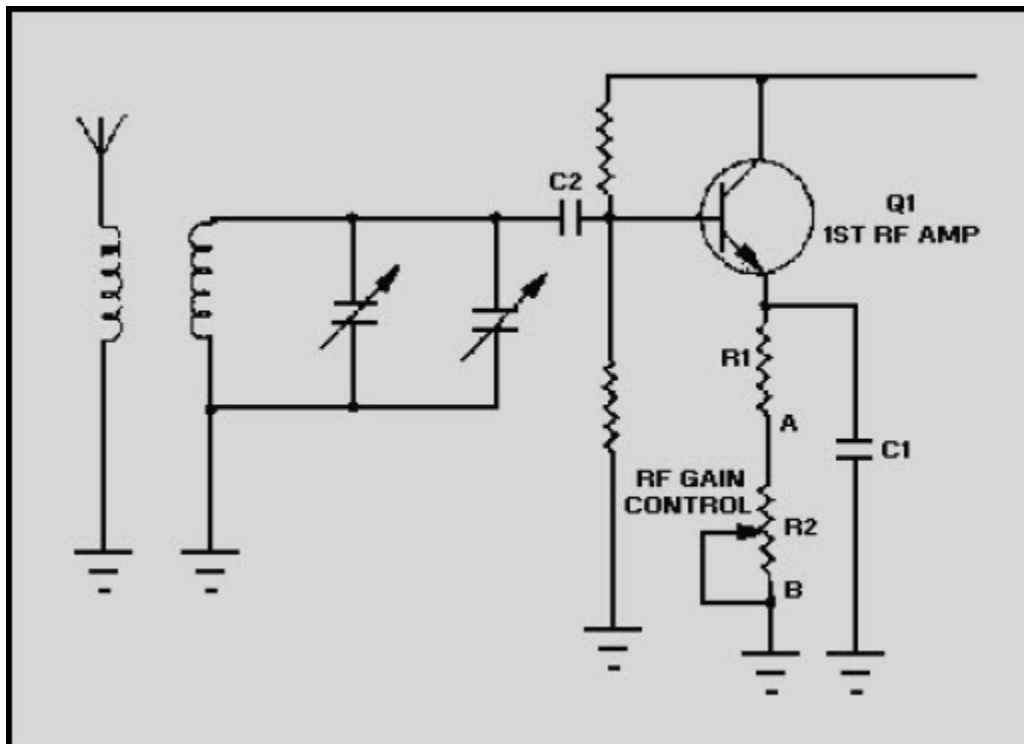 C2
Q1
1ST RF AMP
R1
A
C1
RF GAIN
CONTROL
R2
B